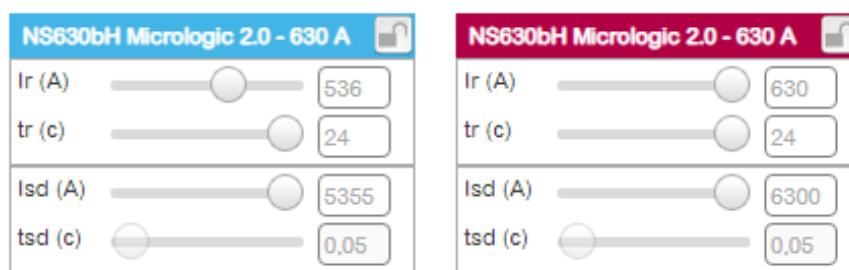 NS630bH Micrologic 2.0 - 630 A
Ir (A) 536
tr (c) 24
Isd (A) 5355
tsd (c) 0,05
NS630bH Micrologic 2.0 - 630 A
Ir (A) 630
tr (c) 24
Isd (A) 6300
tsd (c) 0,05